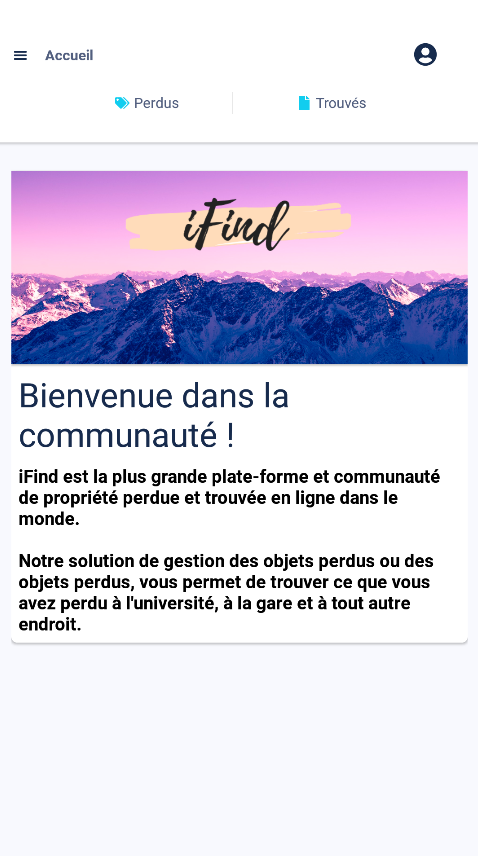 Accueil
Perdus
Trouvés
iFind
Bienvenue dans la
communauté !
iFind est la plus grande plate-forme et communauté
de propriété perdue et trouvée en ligne dans le
monde.
Notre solution de gestion des objets perdus ou des
objets perdus, vous permet de trouver ce que vous
avez perdu à l'université, à la gare et à tout autre
endroit.